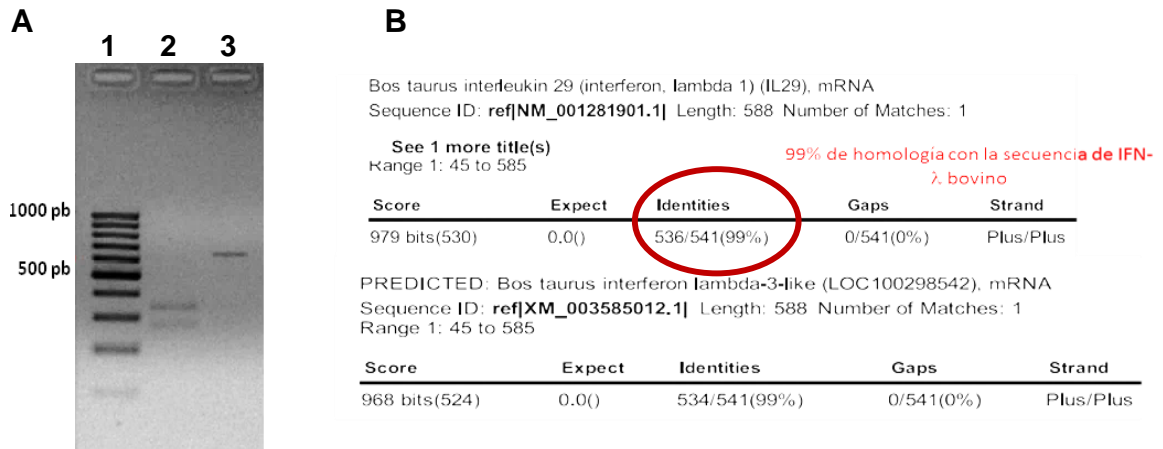 A
B
1 2 3
1000 pb
500 pb
Bos taurus interleukin 29 (interferon, lambda 1) (IL29), mRNA
Sequence ID: ref|NM_001281901.1| Length: 588 Number of Matches: 1
See 1 more title(s)
Range 1: 45 to 585
99% de homología con la secuencia de IFN-
λ bovino
Score Expect Identities Gaps Strand
979 bits(530) 0.0() 536/541(99%) 0/541(0%) Plus/Plus
PREDICTED: Bos taurus interferon lambda-3-like (LOC100298542), mRNA
Sequence ID: ref|XM_003585012.1| Length: 588 Number of Matches: 1
Range 1: 45 to 585
Score Expect Identities Gaps Strand
968 bits(524) 0.0() 534/541(99%) 0/541(0%) Plus/Plus